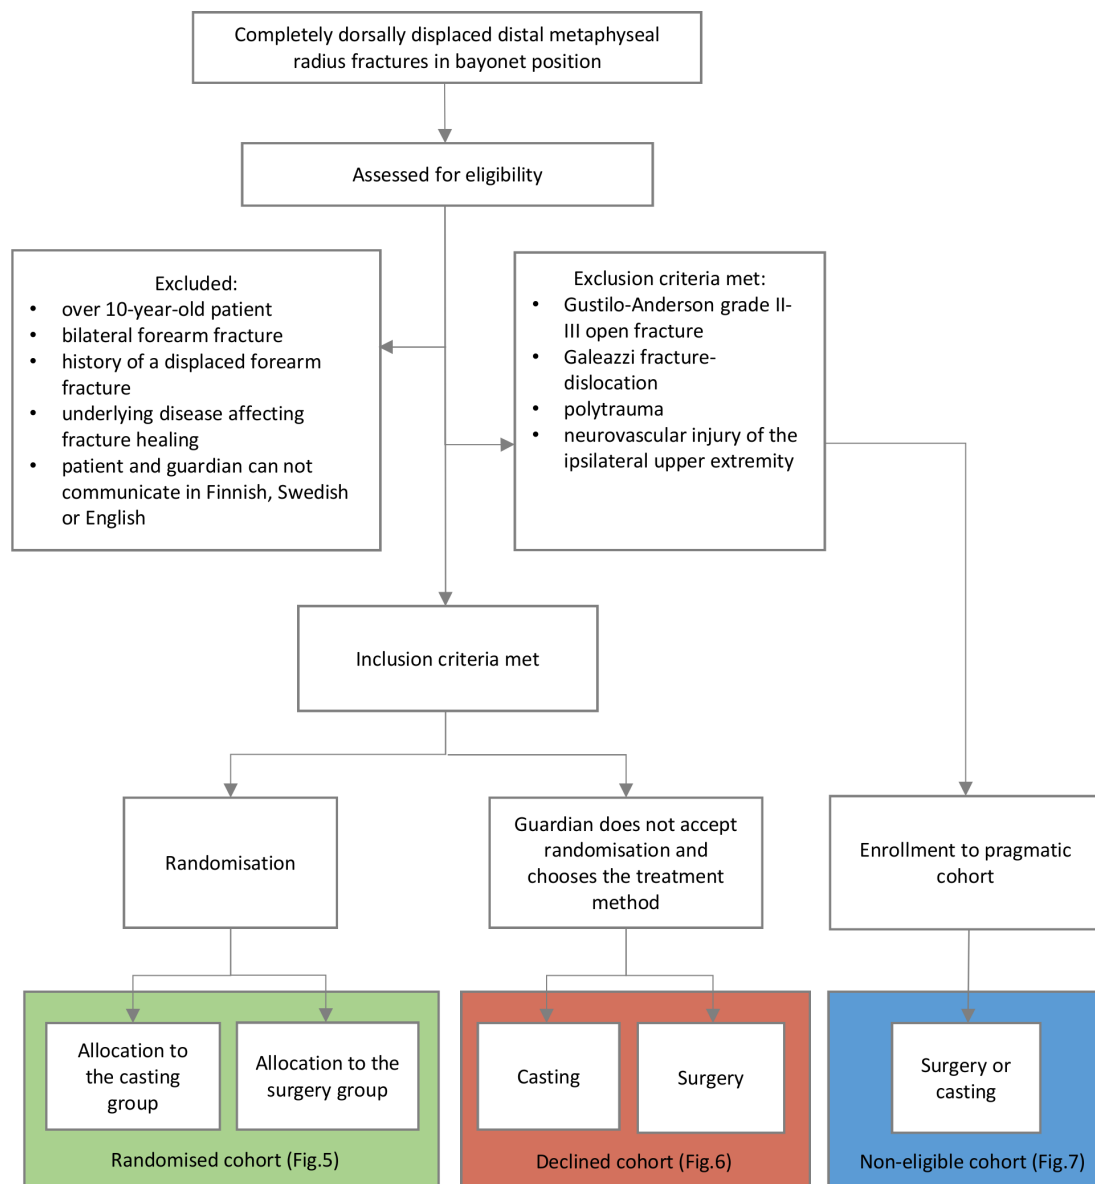 Completely dorsally displaced distal metaphyseal
radius fractures in bayonet position
Assessed for eligibility
Excluded:
• over 10-year-old patient
• bilateral forearm fracture
• history of a displaced forearm
fracture
• underlying disease affecting
fracture healing
• patient and guardian can not
communicate in Finnish, Swedish
or English
Exclusion criteria met:
• Gustilo-Anderson grade II-
III open fracture
• Galeazzi fracture-
dislocation
• polytrauma
• neurovascular injury of the
ipsilateral upper extremity
Inclusion criteria met
Randomisation
Guardian does not accept
randomisation and
chooses the treatment
method
Enrollment to pragmatic
cohort
Allocation to
the casting
group
Allocation to the
surgery group
Randomised cohort (Fig.5)
Casting
Surgery
Declined cohort (Fig.6)
Surgery or
casting
Non-eligible cohort (Fig.7)